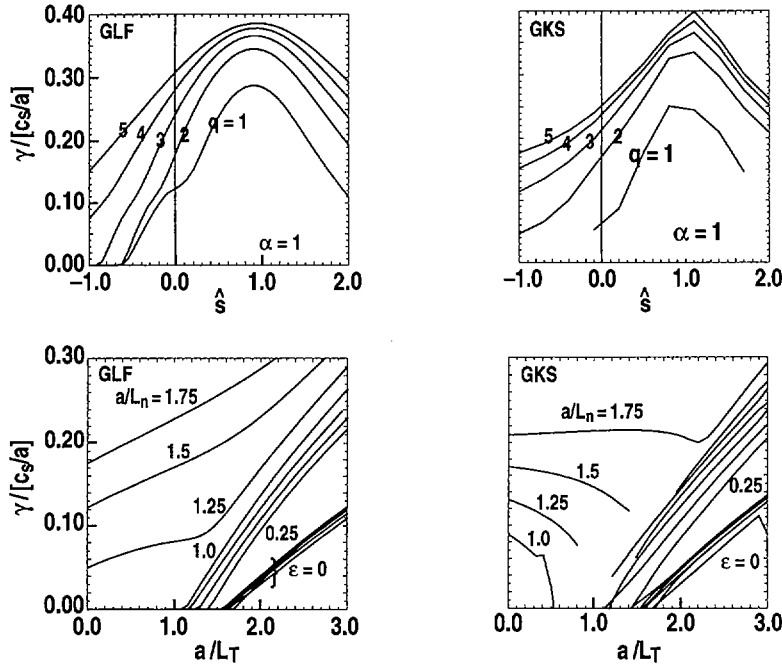 GLF
0.40
0.30
0.20
0.10
0.00
γ/[cs/a]
5 4 3 2 q = 1
α = 1
−1.0 0.0 1.0 2.0
ŝ
GKS
5 4 3 2
q = 1
α = 1
−1.0 0.0 1.0 2.0
ŝ
GLF
0.30
0.20
0.10
0.00
γ/[cs/a]
a/Ln = 1.75
1.5
1.25
1.0
0.25
} ε = 0
0.0 1.0 2.0 3.0
a/LT
GKS
a/Ln = 1.75
1.5
1.25
1.0
0.25
ε = 0
0.0 1.0 2.0 3.0
a/LT